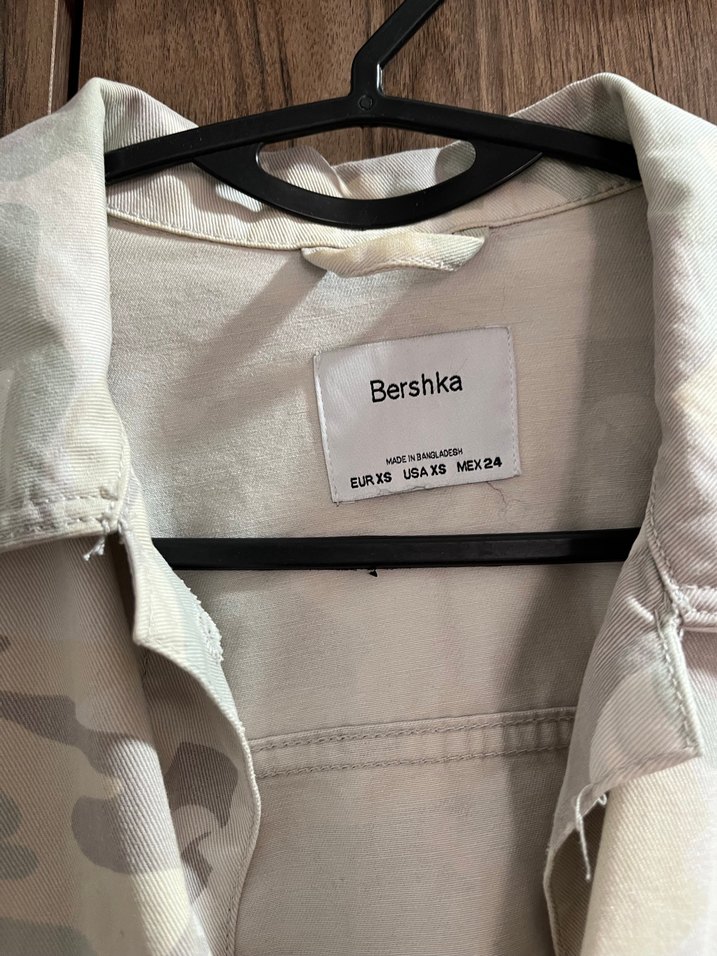 Bershka
MADE IN BANGLADESH
EUR XS USA XS MEX 24